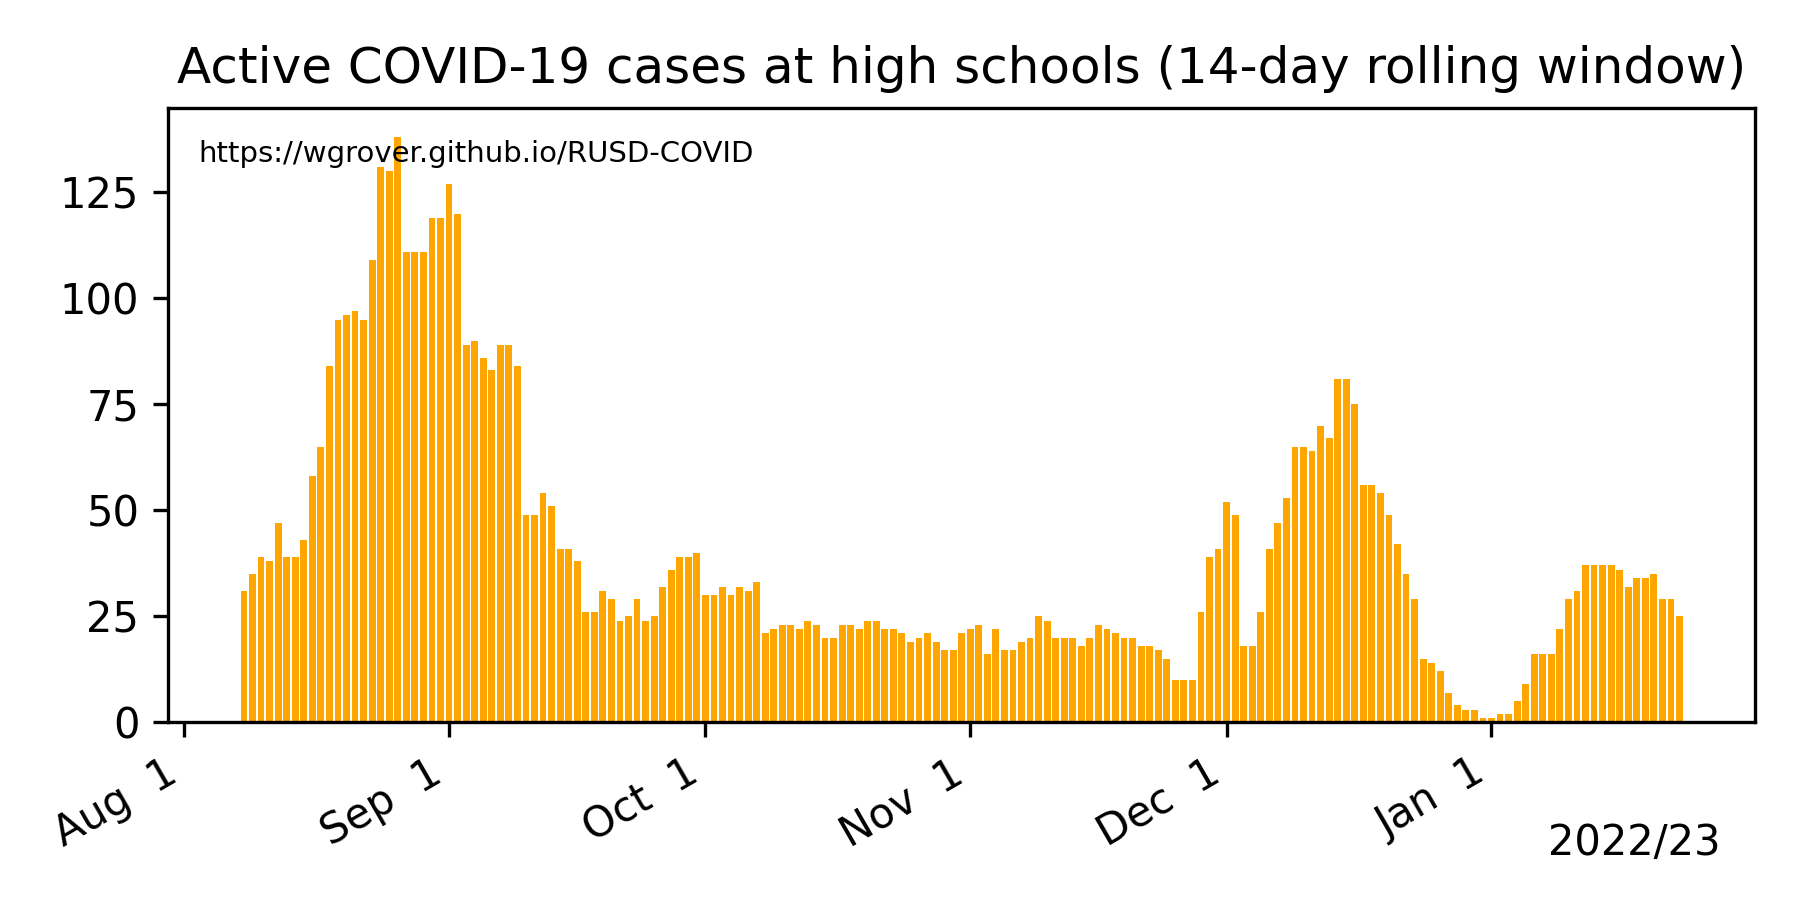 Active COVID-19 cases at high schools (14-day rolling window)
https://wgrover.github.io/RUSD-COVID
125
100
75
50
25
0
Aug 1
Sep 1
Oct 1
Nov 1
Dec 1
Jan 1
2022/23